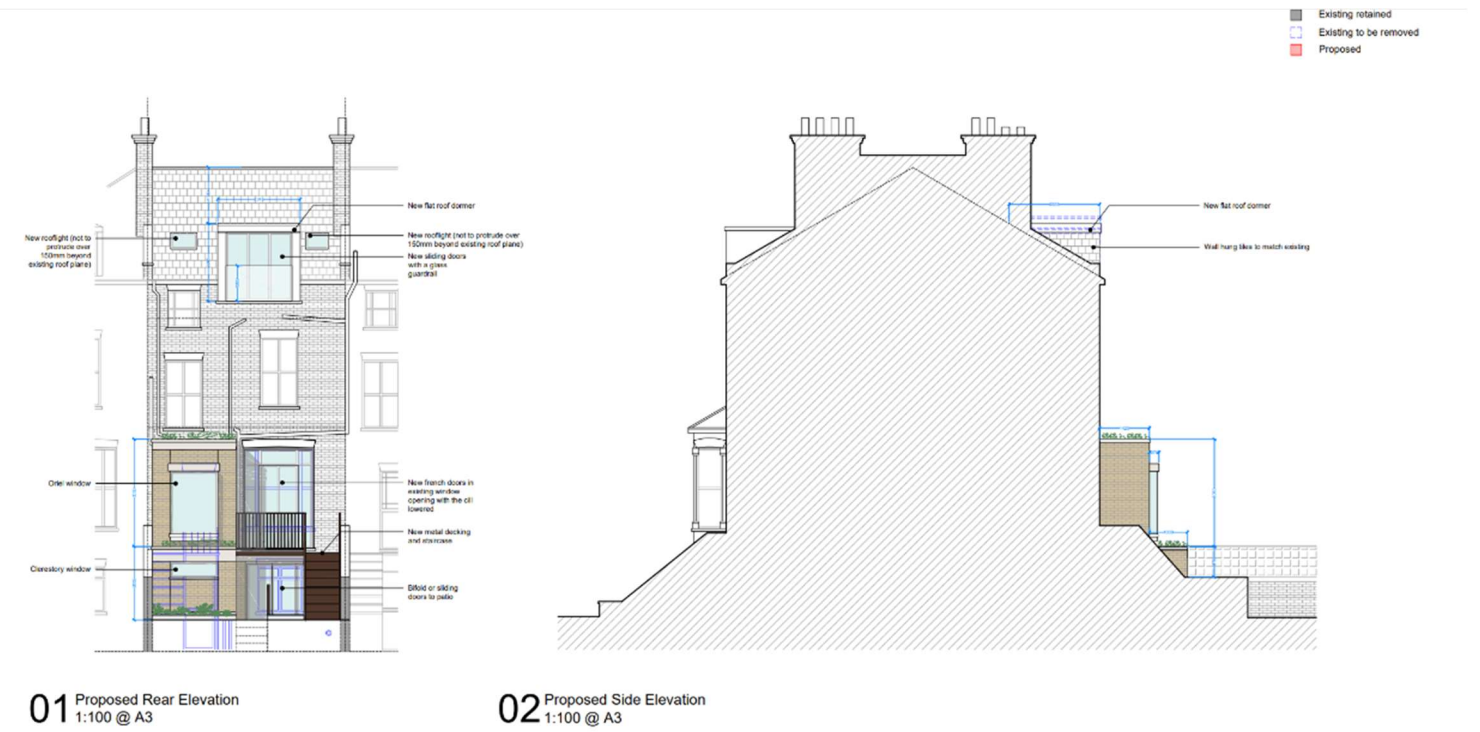 Existing retained
Existing to be removed
Proposed
New flat roof dormer
New rooflight (not to
protrude over
150mm beyond
existing roof plane)
New rooflight (not to protrude over
150mm beyond existing roof plane)
New sliding doors
with a glass
guardrail
Oriel window
New french doors in
existing window
opening with the cill
lowered
New metal decking
and staircase
Clerestory window
Bifold or sliding
doors to patio
New flat roof dormer
Wall hung tiles to match existing
01 Proposed Rear Elevation
1:100 @ A3
02 Proposed Side Elevation
1:100 @ A3